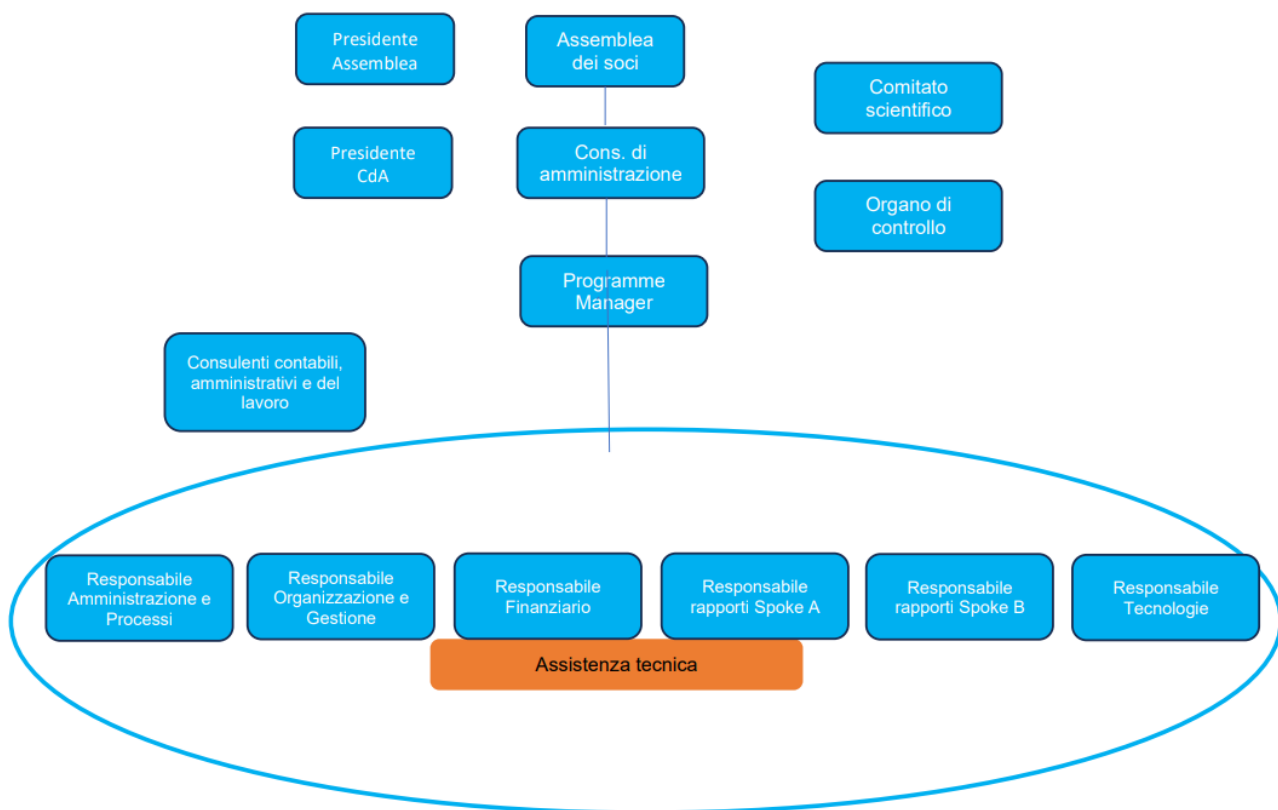 Presidente
Assemblea
Assemblea
dei soci
Comitato
scientifico
Presidente
CdA
Cons. di
amministrazione
Organo di
controllo
Programme
Manager
Consulenti contabili,
amministrativi e del
lavoro
Responsabile
Amministrazione e
Processi
Responsabile
Organizzazione e
Gestione
Responsabile
Finanziario
Responsabile
rapporti Spoke A
Responsabile
rapporti Spoke B
Responsabile
Tecnologie
Assistenza tecnica